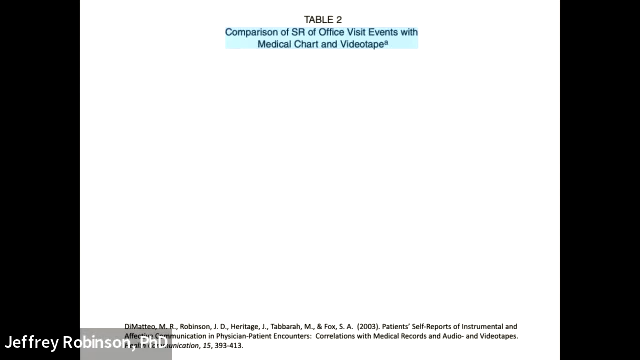 TABLE 2
Comparison of SR of Office Visit Events with
Medical Chart and Videotapeᵃ
DiMatteo, M. R., Robinson, J. D., Heritage, J., Tabbarah, M., & Fox, S. A. (2003). Patients' Self-Reports of Instrumental and
Communication in Physician-Patient Encounters: Correlations with Medical Records and Audio- and Videotapes.
15, 393-413.
Jeffrey Robinson, PhD